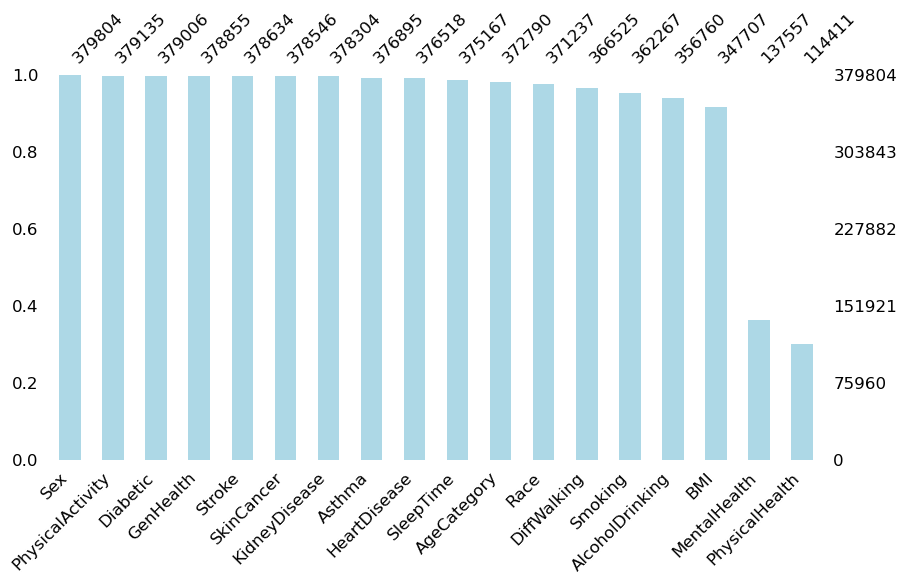 379804
379135
379006
378855
378634
378546
378304
376895
376518
375167
372790
371237
366525
362267
356760
347707
137557
114411
1.0
0.8
0.6
0.4
0.2
0.0
379804
303843
227882
151921
75960
0
Sex
PhysicalActivity
Diabetic
GenHealth
Stroke
SkinCancer
KidneyDisease
Asthma
HeartDisease
SleepTime
AgeCategory
Race
DiffWalking
Smoking
AlcoholDrinking
BMI
MentalHealth
PhysicalHealth